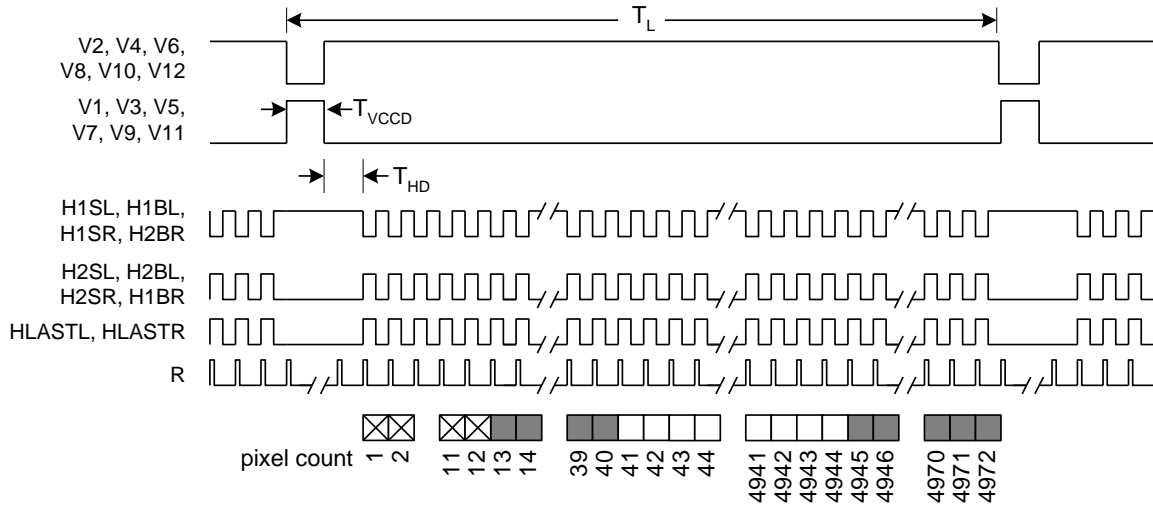 T_L
V2, V4, V6,
V8, V10, V12
V1, V3, V5,
V7, V9, V11
T_VCCD
T_HD
H1SL, H1BL,
H1SR, H2BR
H2SL, H2BL,
H2SR, H1BR
HLASTL, HLASTR
R
pixel count
1
2
11
12
13
14
39
40
41
42
43
44
4941
4942
4943
4944
4945
4946
4970
4971
4972